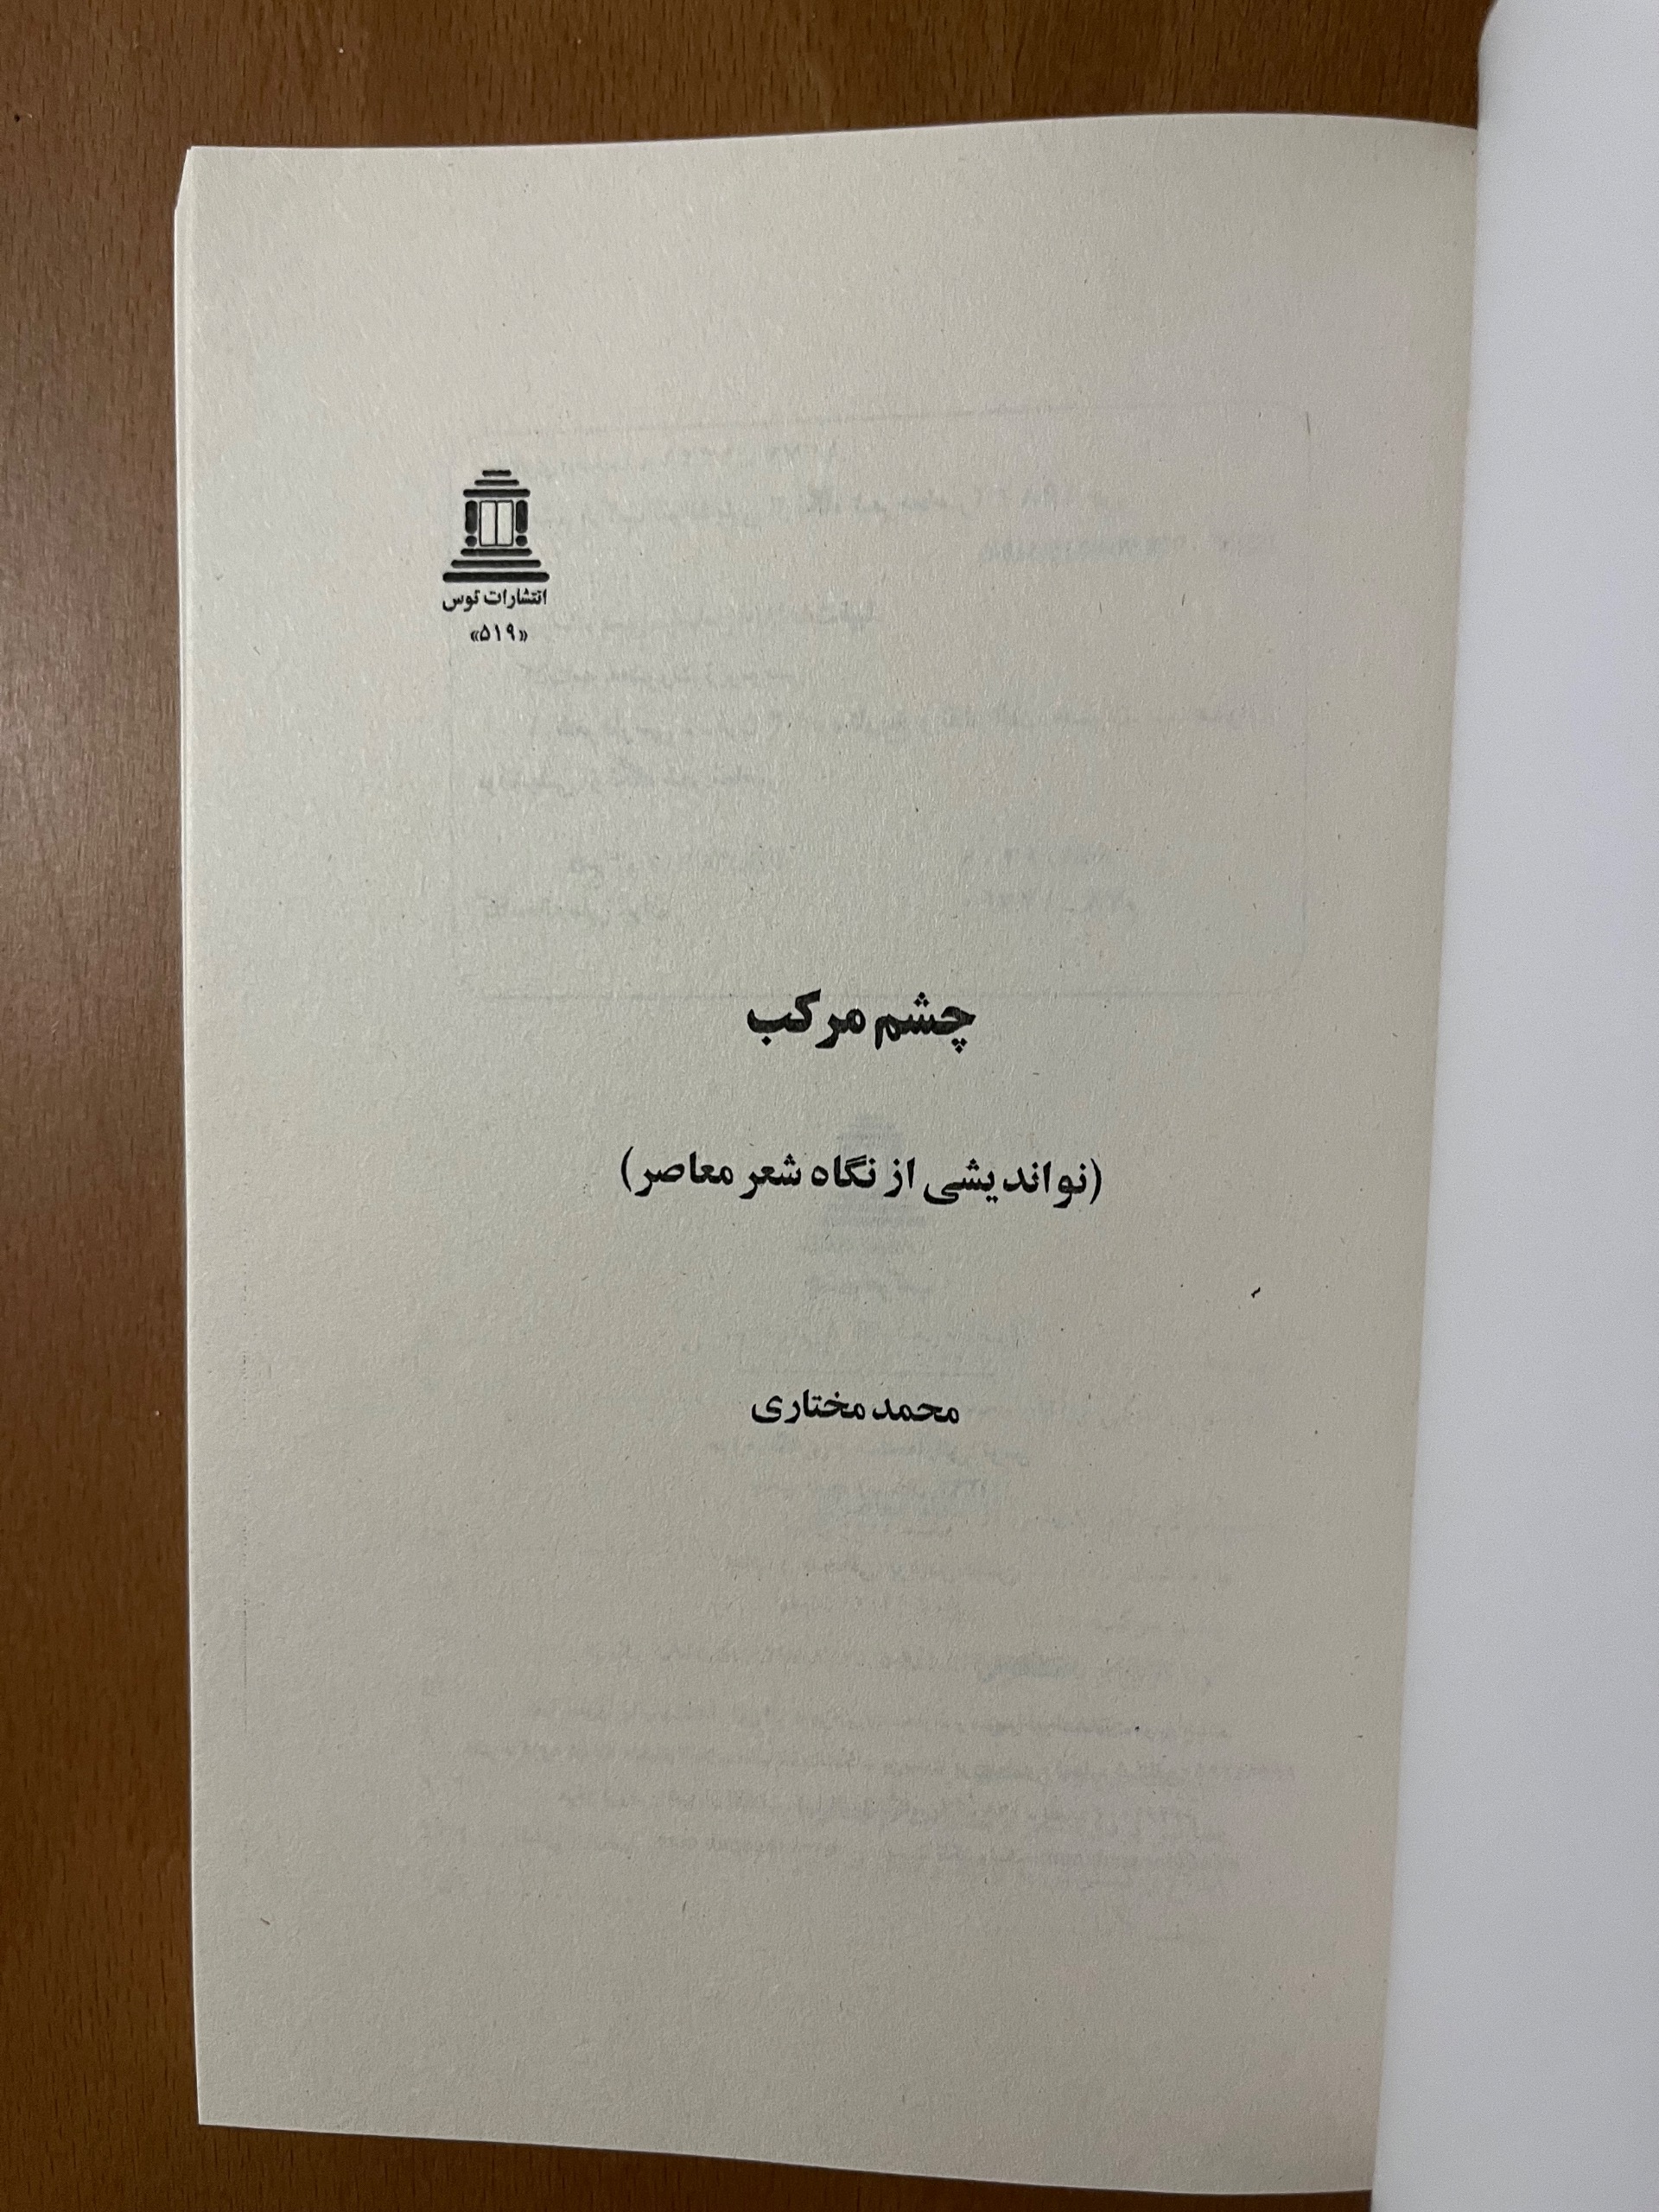 انتشارات توس
«۵۱۹»
چشم مرکب
(نواندیشی از نگاه شعر معاصر)
محمد مختاری